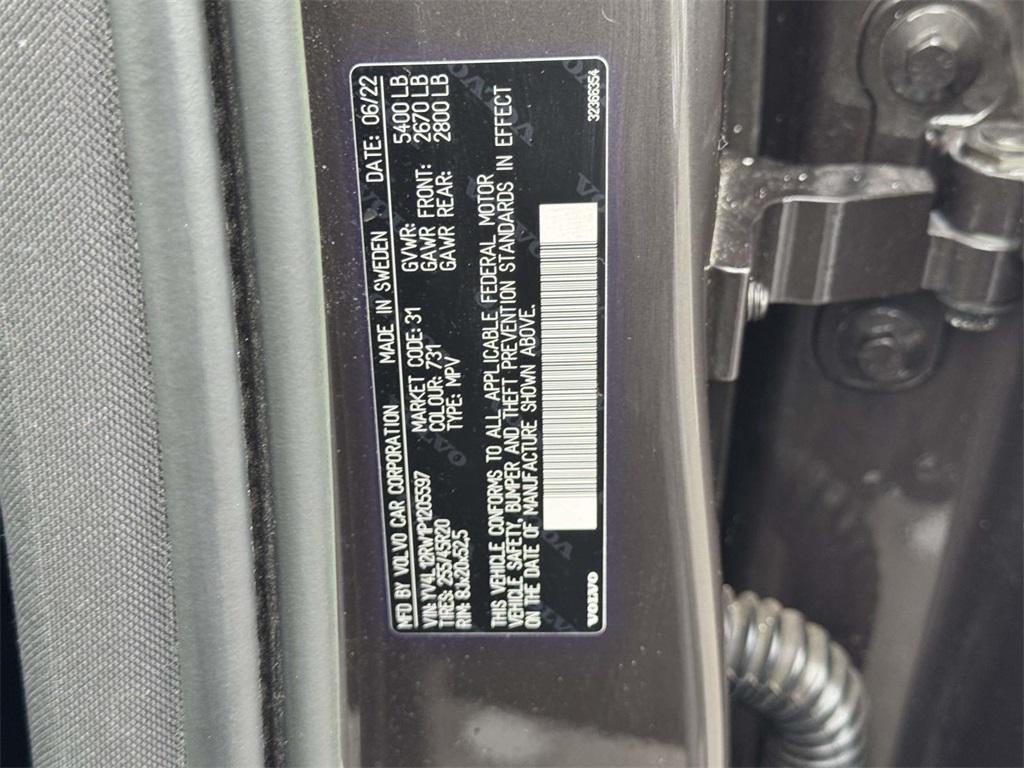 MFD BY VOLVO CAR CORPORATION MADE IN SWEDEN DATE: 06/22
VIN: YV4L12RW1P1205597 MARKET CODE: 31 GVWR: 5400 LB
TIRES: 255/45R20 COLOUR: 731 GAWR FRONT: 2670 LB
RIM: 8Jx20x52.5 TYPE: MPV GAWR REAR: 2800 LB
THIS VEHICLE CONFORMS TO ALL APPLICABLE FEDERAL MOTOR
VEHICLE SAFETY, BUMPER AND THEFT PREVENTION STANDARDS IN EFFECT
ON THE DATE OF MANUFACTURE SHOWN ABOVE.
VOLVO 32366354